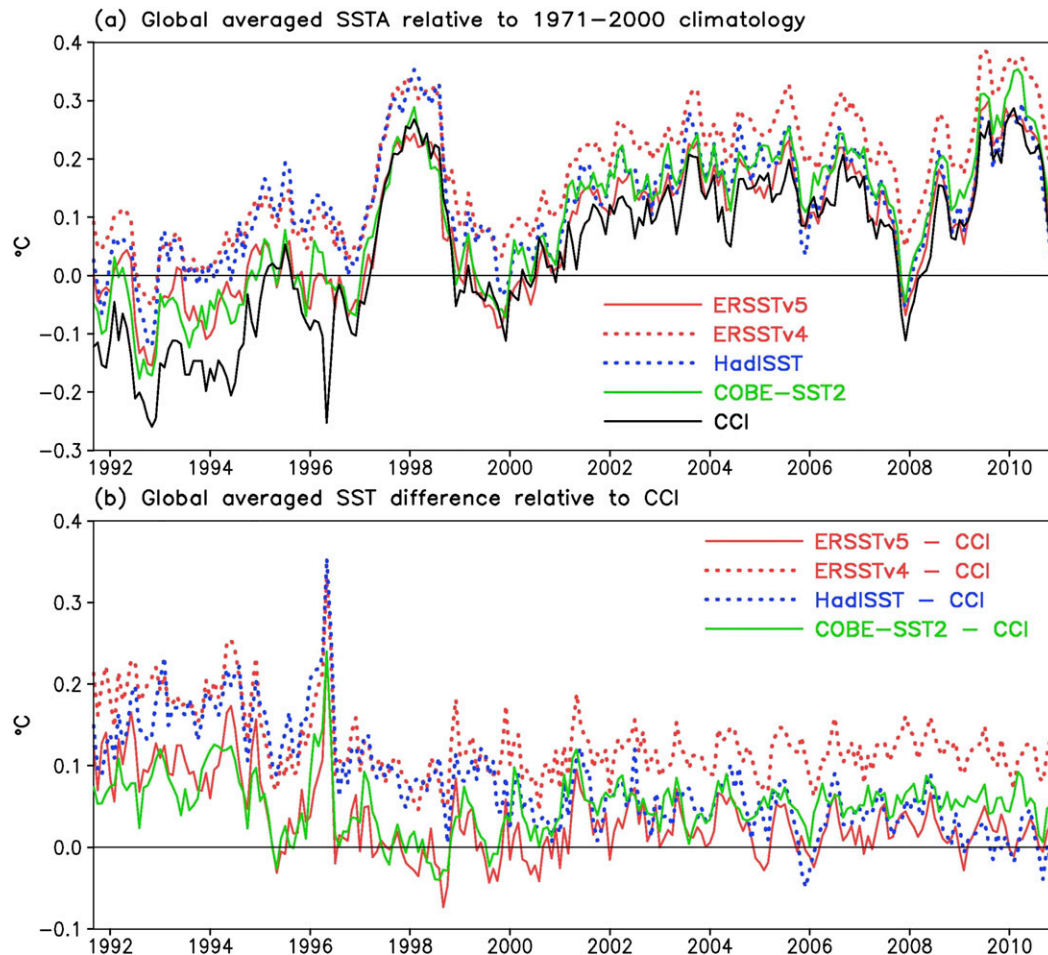 (a) Global averaged SSTA relative to 1971–2000 climatology
0.4
0.3
0.2
0.1
0.0
−0.1
−0.2
−0.3
°C
ERSSTv5
ERSSTv4
HadISST
COBE−SST2
CCI
1992 1994 1996 1998 2000 2002 2004 2006 2008 2010
(b) Global averaged SST difference relative to CCI
0.4
0.3
0.2
0.1
0.0
−0.1
°C
ERSSTv5 − CCI
ERSSTv4 − CCI
HadISST − CCI
COBE−SST2 − CCI
1992 1994 1996 1998 2000 2002 2004 2006 2008 2010